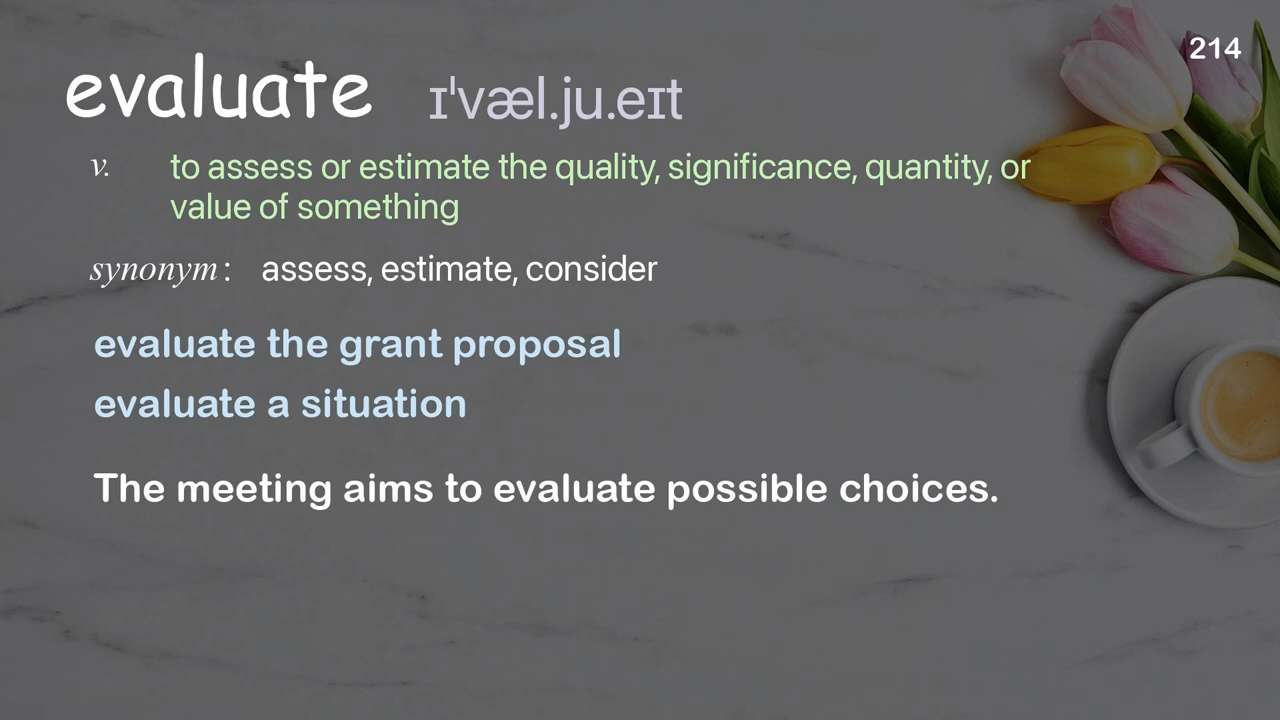 214
evaluate ɪˈvæl.ju.eɪt
v. to assess or estimate the quality, significance, quantity, or
value of something
synonym: assess, estimate, consider
evaluate the grant proposal
evaluate a situation
The meeting aims to evaluate possible choices.